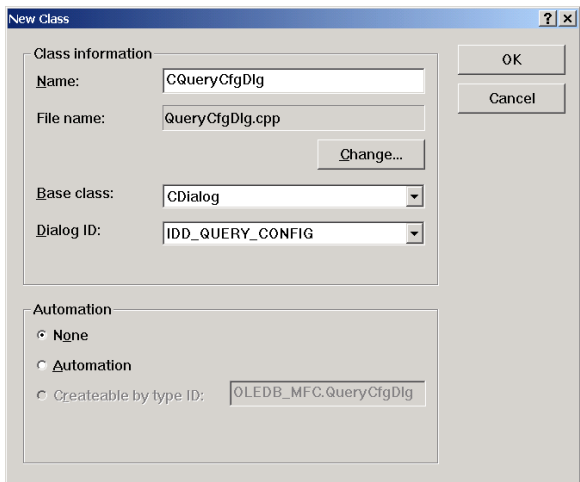 New Class
Class information
Name:
CQueryCfgDlg
File name:
QueryCfgDlg.cpp
Change...
Base class:
CDialog
Dialog ID:
IDD_QUERY_CONFIG
OK
Cancel
Automation
None
Automation
Createable by type ID:
OLEDB_MFC.QueryCfgDlg